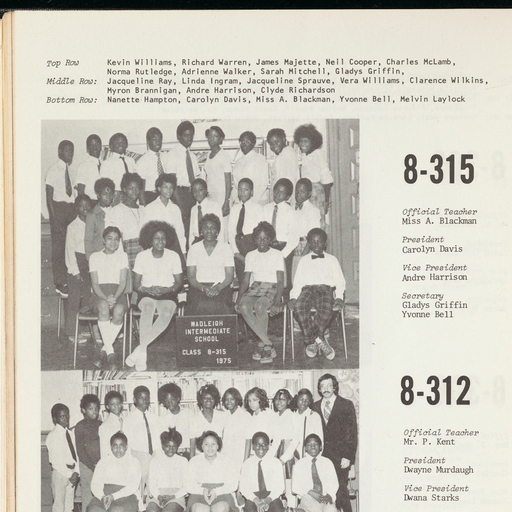 Top Row Kevin Williams, Richard Warren, James Majette, Neil Cooper, Charles McLamb,
Norma Rutledge, Adrienne Walker, Sarah Mitchell, Gladys Griffin,
Middle Row: Jacqueline Ray, Linda Ingram, Jacqueline Sprauve, Vera Williams, Clarence Wilkins,
Myron Brannigan, Andre Harrison, Clyde Richardson
Bottom Row: Nanette Hampton, Carolyn Davis, Miss A. Blackman, Yvonne Bell, Melvin Laylock
8-315
Official Teacher
Miss A. Blackman
President
Carolyn Davis
Vice President
Andre Harrison
Secretary
Gladys Griffin
Yvonne Bell
WADLEIGH
INTERMEDIATE
SCHOOL
CLASS 8-315
1975
8-312
Official Teacher
Mr. P. Kent
President
Dwayne Murdaugh
Vice President
Dwana Starks